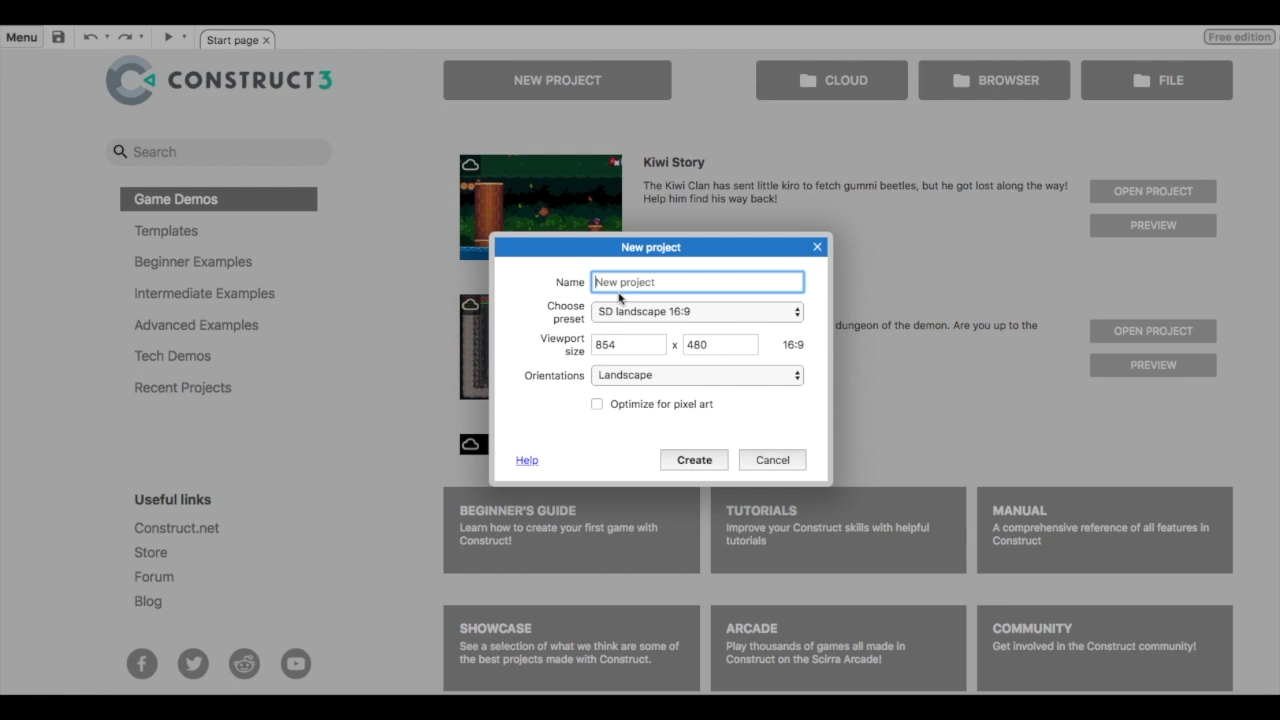 Menu
Start page
Free edition
CONSTRUCT 3
NEW PROJECT
CLOUD
BROWSER
FILE
Search
Game Demos
Templates
Beginner Examples
Intermediate Examples
Advanced Examples
Tech Demos
Recent Projects
Useful links
Construct.net
Store
Forum
Blog
Kiwi Story
The Kiwi Clan has sent little kiro to fetch gummi beetles, but he got lost along the way!
Help him find his way back!
OPEN PROJECT
PREVIEW
dungeon of the demon. Are you up to the
OPEN PROJECT
PREVIEW
New project
Name
New project
Choose
preset
SD landscape 16:9
Viewport
size
854
x
480
16:9
Orientations
Landscape
Optimize for pixel art
Help
Create
Cancel
BEGINNER'S GUIDE
Learn how to create your first game with
Construct!
TUTORIALS
Improve your Construct skills with helpful
tutorials
MANUAL
A comprehensive reference of all features in
Construct
SHOWCASE
See a selection of what we think are some of
the best projects made with Construct.
ARCADE
Play thousands of games all made in
Construct on the Scirra Arcade!
COMMUNITY
Get involved in the Construct community!